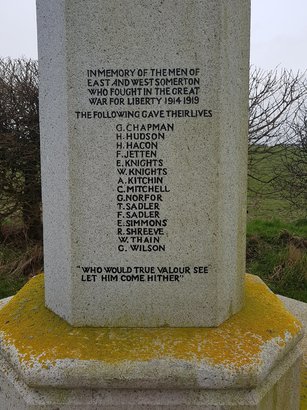 IN MEMORY OF THE MEN OF
EAST AND WEST SOMERTON
WHO FOUGHT IN THE GREAT
WAR FOR LIBERTY 1914 1919
THE FOLLOWING GAVE THEIR LIVES
G. CHAPMAN
H. HUDSON
H. HACON
F. JETTEN
E. KNIGHTS
W. KNIGHTS
A. KITCHIN
C. MITCHELL
G. NORFOR
T. SADLER
F. SADLER
E. SIMMONS
R. SHREEVE
W. THAIN
G. WILSON
"WHO WOULD TRUE VALOUR SEE
LET HIM COME HITHER"